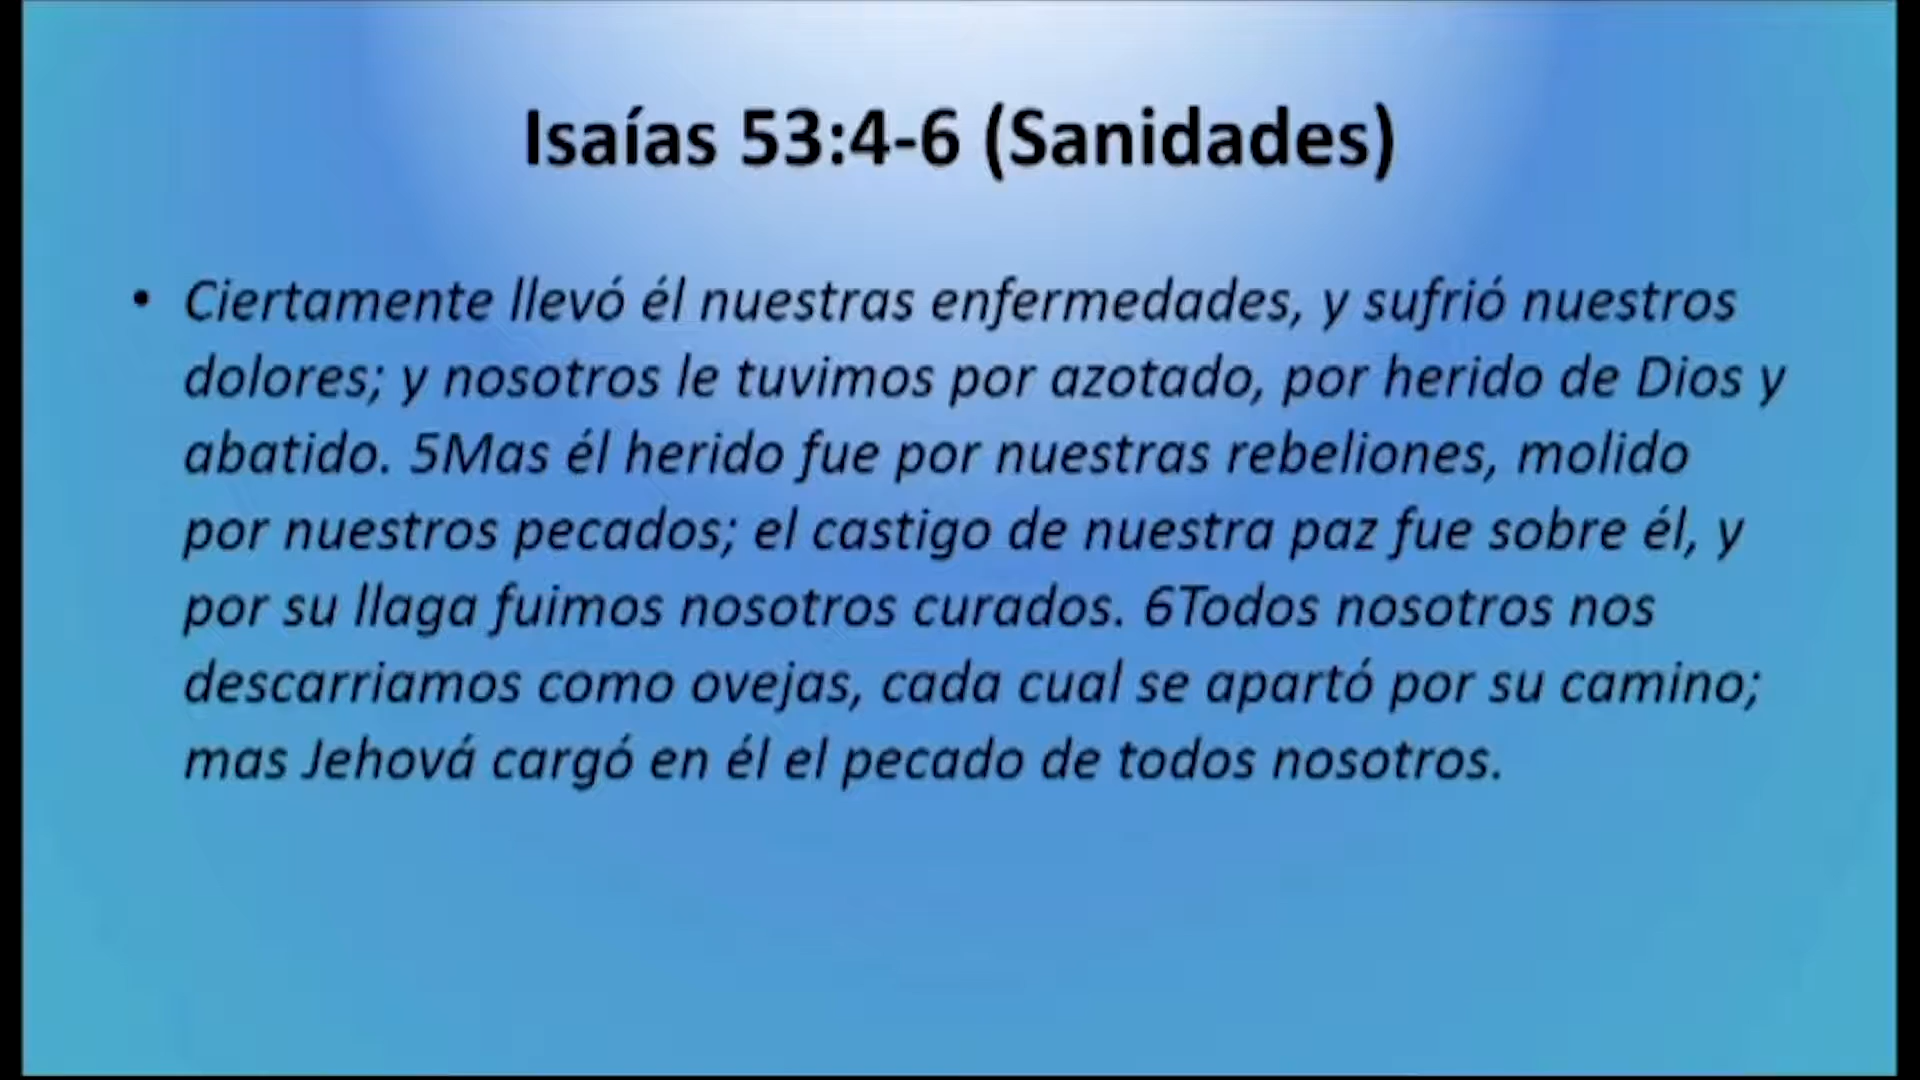 Isaías 53:4-6 (Sanidades)
• Ciertamente llevó él nuestras enfermedades, y sufrió nuestros
dolores; y nosotros le tuvimos por azotado, por herido de Dios y
abatido. 5Mas él herido fue por nuestras rebeliones, molido
por nuestros pecados; el castigo de nuestra paz fue sobre él, y
por su llaga fuimos nosotros curados. 6Todos nosotros nos
descarriamos como ovejas, cada cual se apartó por su camino;
mas Jehová cargó en él el pecado de todos nosotros.